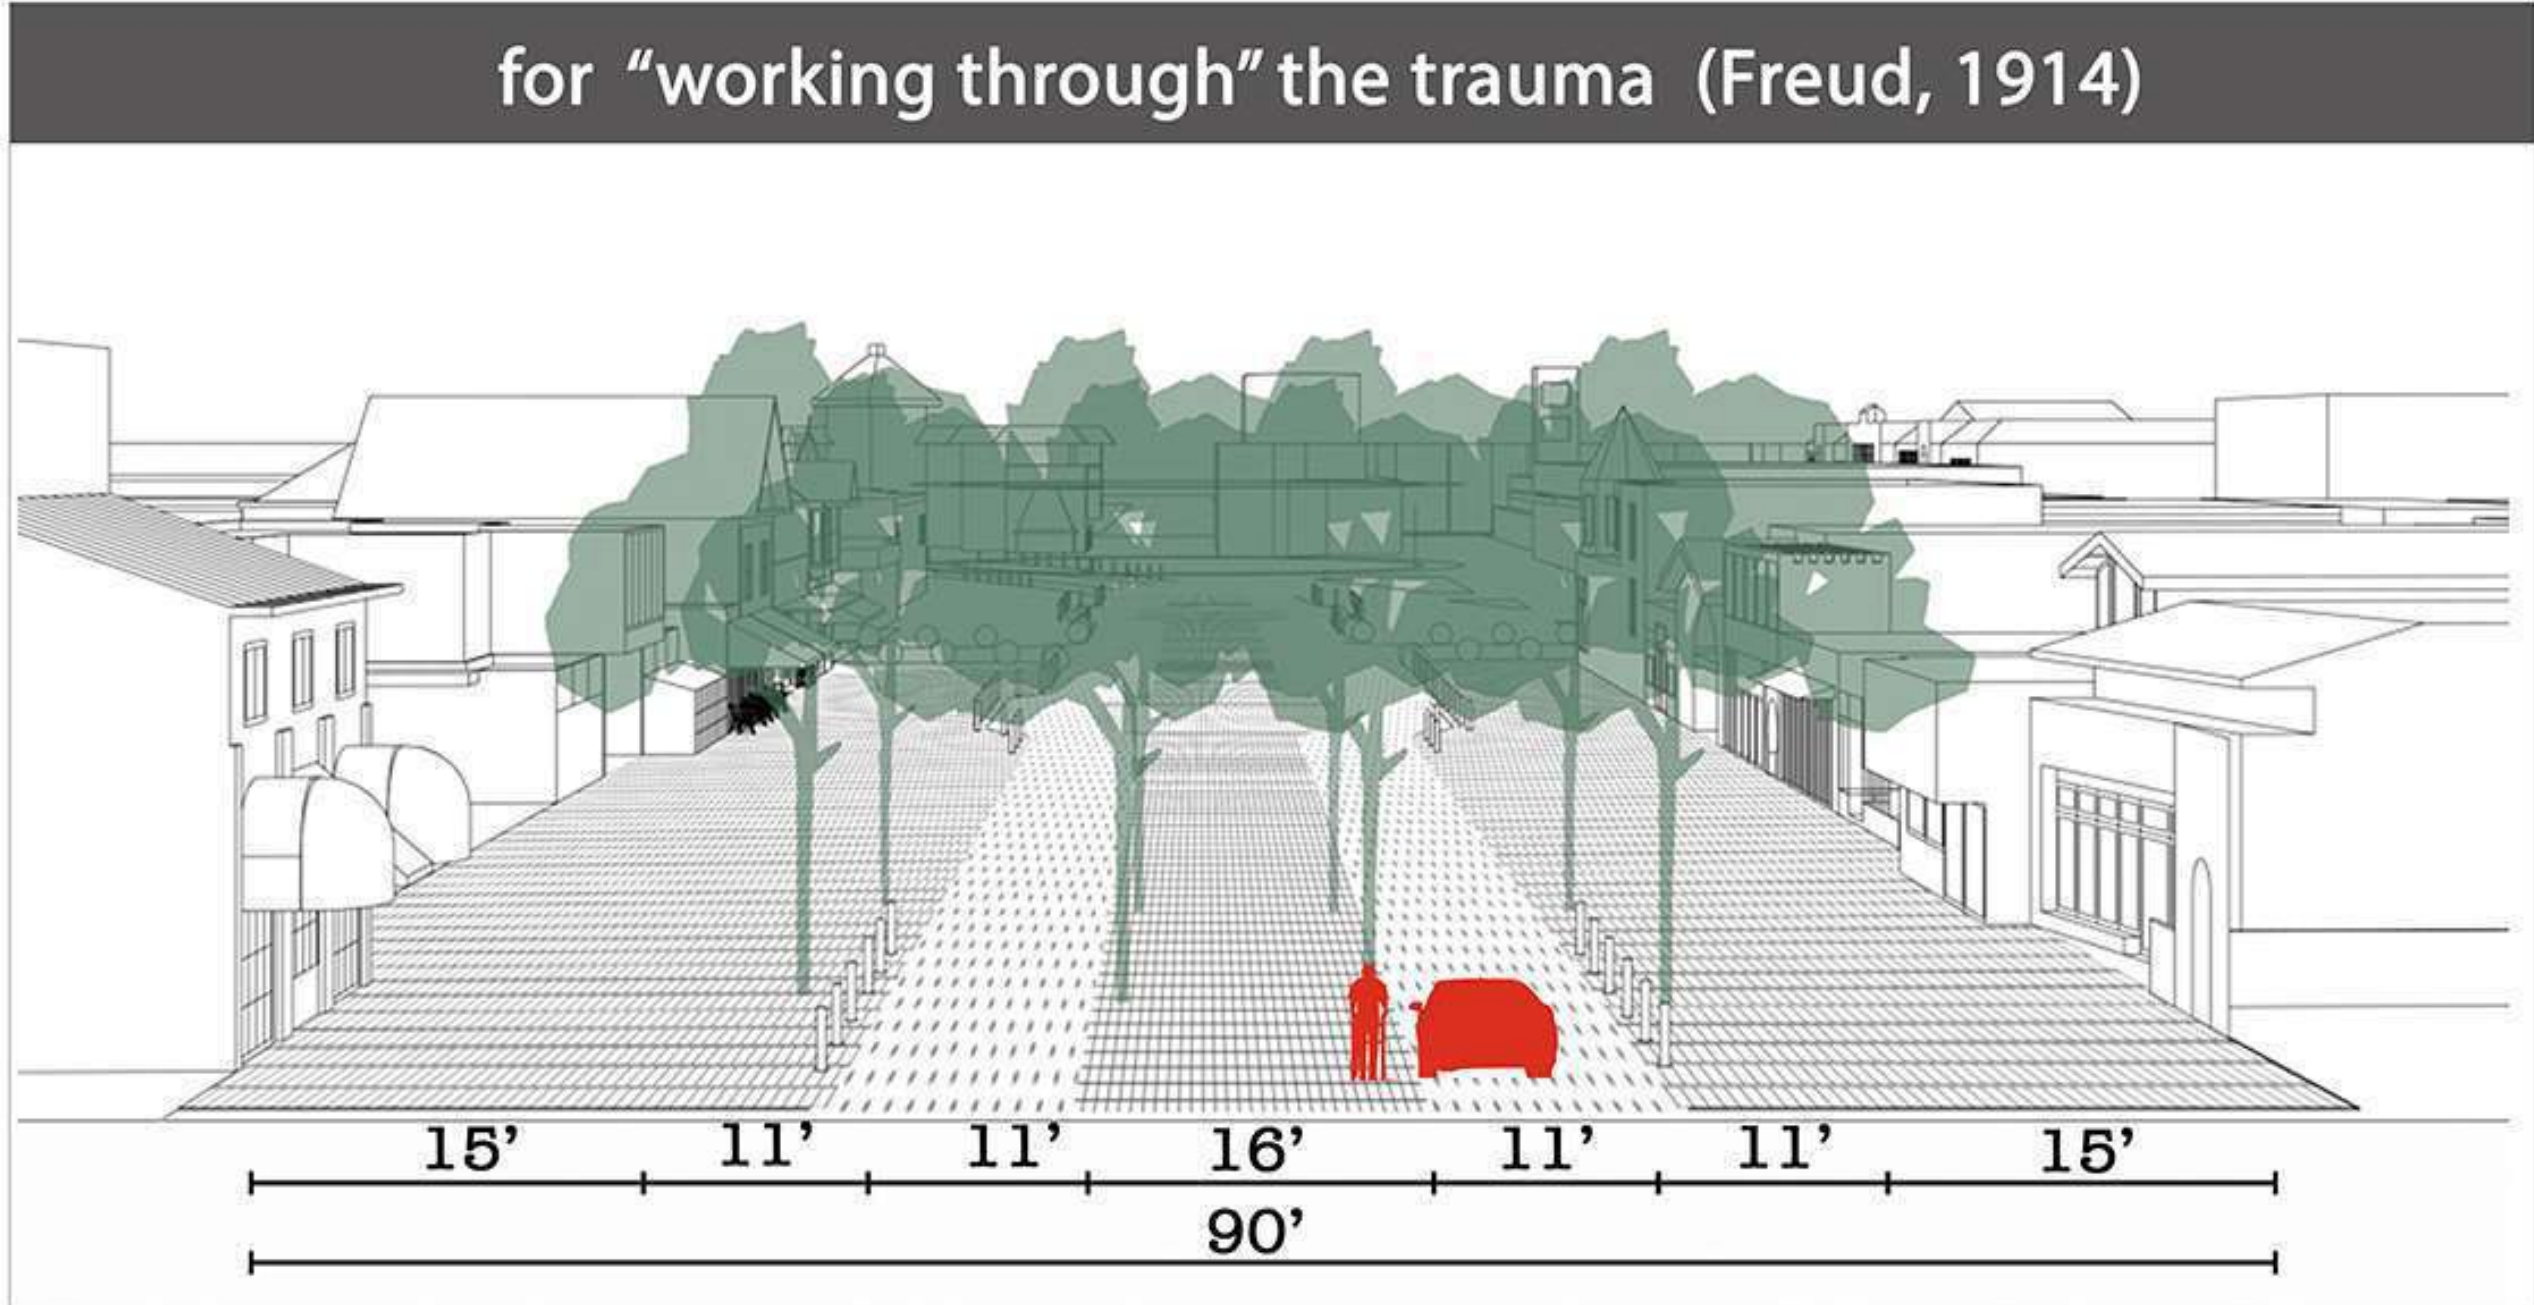 for “working through” the trauma (Freud, 1914)
15’ 11’ 11’ 16’ 11’ 11’ 15’
90’